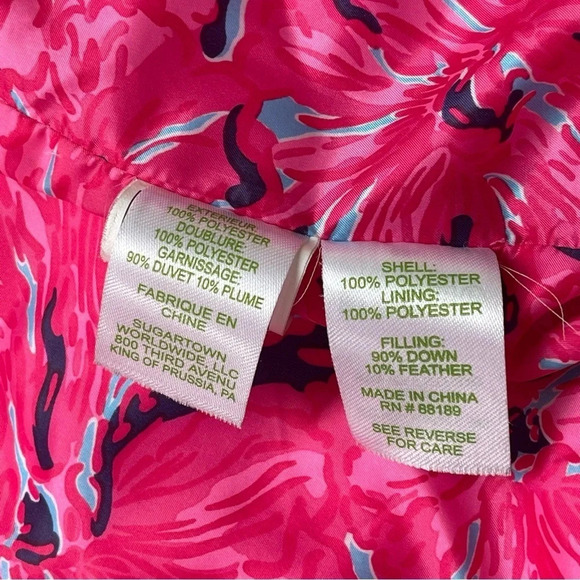 EXTERIEUR:
100% POLYESTER
DOUBLURE:
100% POLYESTER
GARNISSAGE:
90% DUVET 10% PLUME
FABRIQUE EN
CHINE
SUGARTOWN
WORLDWIDE, LLC
800 THIRD AVENU
KING OF PRUSSIA, PA
SHELL:
100% POLYESTER
LINING:
100% POLYESTER
FILLING:
90% DOWN
10% FEATHER
MADE IN CHINA
RN # 88189
SEE REVERSE
FOR CARE